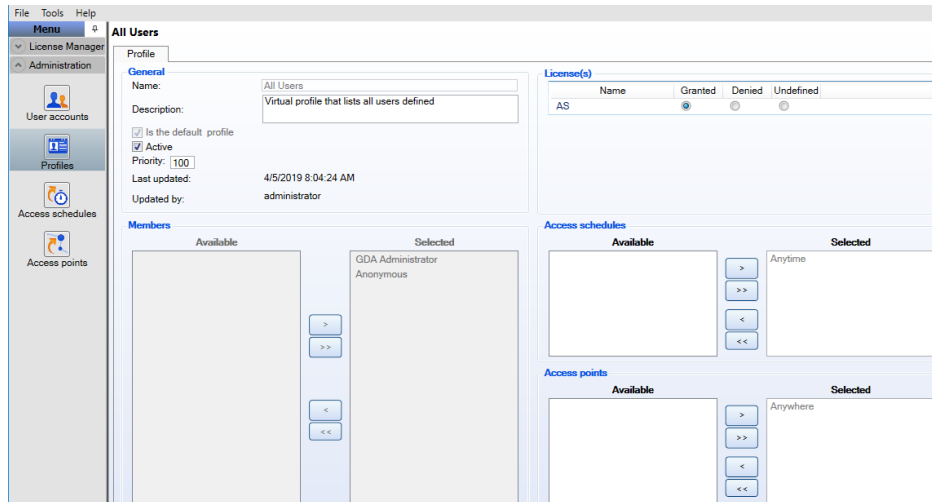 File Tools Help
Menu
License Manager
Administration
User accounts
Profiles
Access schedules
Access points
All Users
Profile
General
Name: All Users
Description: Virtual profile that lists all users defined
Is the default profile
Active
Priority: 100
Last updated: 4/5/2019 8:04:24 AM
Updated by: administrator
License(s)
Name Granted Denied Undefined
AS
Members
Available Selected
GDA Administrator
Anonymous
>
>>
<
<<
Access schedules
Available Selected
Anytime
>
>>
<
<<
Access points
Available Selected
Anywhere
>
>>
<
<<